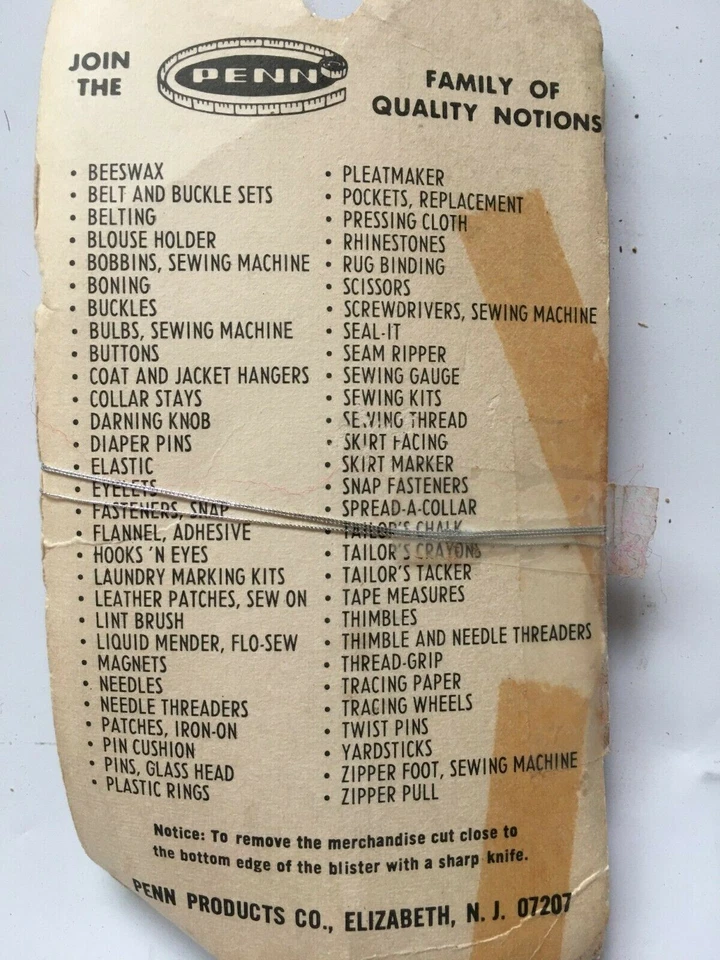 JOIN
THE
PENN
FAMILY OF
QUALITY NOTIONS
• BEESWAX
• BELT AND BUCKLE SETS
• BELTING
• BLOUSE HOLDER
• BOBBINS, SEWING MACHINE
• BONING
• BUCKLES
• BULBS, SEWING MACHINE
• BUTTONS
• COAT AND JACKET HANGERS
• COLLAR STAYS
• DARNING KNOB
• DIAPER PINS
• ELASTIC
• EYELETS
• FASTENERS, SNAP
• FLANNEL, ADHESIVE
• HOOKS 'N EYES
• LAUNDRY MARKING KITS
• LEATHER PATCHES, SEW ON
• LINT BRUSH
• LIQUID MENDER, FLO-SEW
• MAGNETS
• NEEDLES
• NEEDLE THREADERS
• PATCHES, IRON-ON
• PIN CUSHION
• PINS, GLASS HEAD
• PLASTIC RINGS
• PLEATMAKER
• POCKETS, REPLACEMENT
• PRESSING CLOTH
• RHINESTONES
• RUG BINDING
• SCISSORS
• SCREWDRIVERS, SEWING MACHINE
• SEAL-IT
• SEAM RIPPER
• SEWING GAUGE
• SEWING KITS
• SEWING THREAD
• SKIRT FACING
• SKIRT MARKER
• SNAP FASTENERS
• SPREAD-A-COLLAR
• TAILOR'S CHALK
• TAILOR'S CRAYONS
• TAILOR'S TACKER
• TAPE MEASURES
• THIMBLES
• THIMBLE AND NEEDLE THREADERS
• THREAD-GRIP
• TRACING PAPER
• TRACING WHEELS
• TWIST PINS
• YARDSTICKS
• ZIPPER FOOT, SEWING MACHINE
• ZIPPER PULL
Notice: To remove the merchandise cut close to
the bottom edge of the blister with a sharp knife.
PENN PRODUCTS CO., ELIZABETH, N. J. 07207